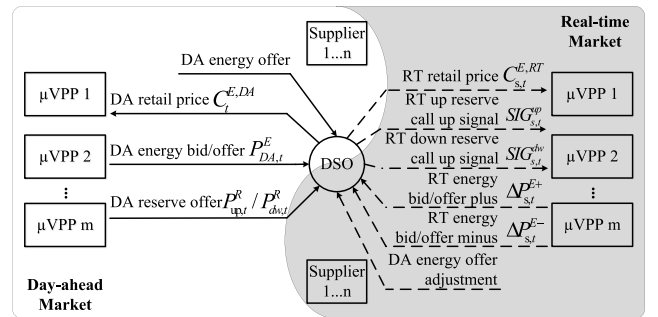 Supplier
1...n
Real-time
Market
DA energy offer
μVPP 1
DA retail price C_t^{E,DA}
μVPP 2
DA energy bid/offer P_{DA,t}^E
⋮
DA reserve offer P_{up,t}^R / P_{dw,t}^R
μVPP m
Day-ahead
Market
DSO
RT retail price C_{s,t}^{E,RT}
μVPP 1
RT up reserve
call up signal SIG_{s,t}^{up}
RT down reserve
call up signal SIG_{s,t}^{dw}
μVPP 2
RT energy
bid/offer plus ΔP_{s,t}^{E+}
⋮
RT energy
bid/offer minus ΔP_{s,t}^{E−}
μVPP m
DA energy offer
adjustment
Supplier
1...n